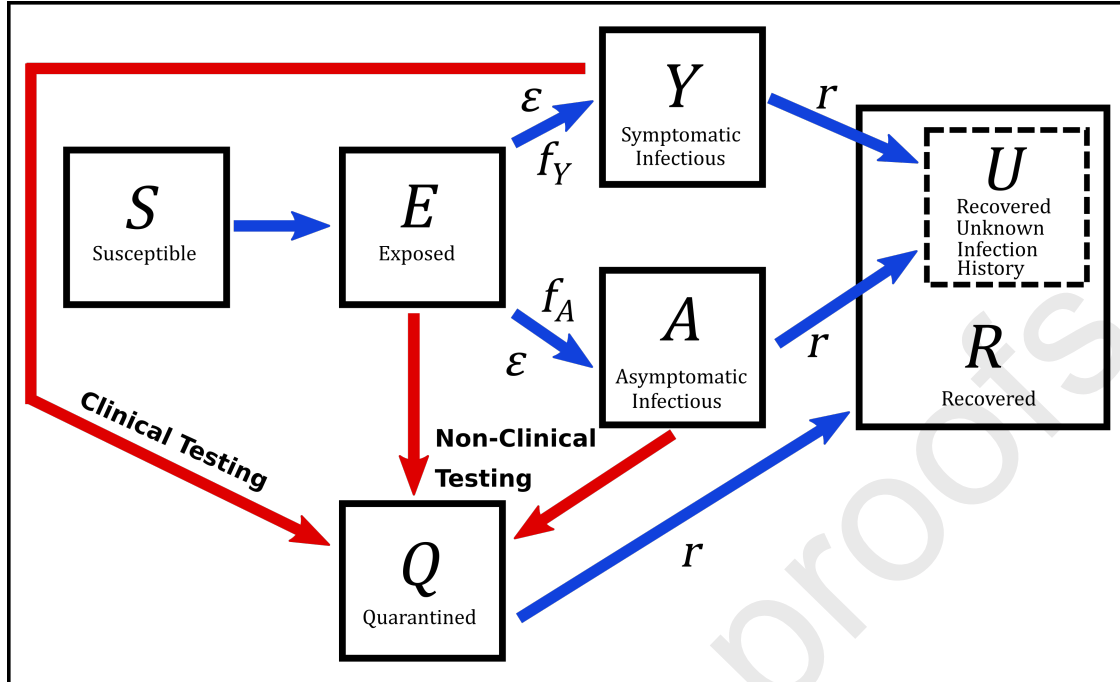 Y
Symptomatic
Infectious
ε
f_Y
r
S
Susceptible
E
Exposed
U
Recovered
Unknown
Infection
History
f_A
ε
A
Asymptomatic
Infectious
r
R
Recovered
Clinical Testing
Non-Clinical
Testing
Q
Quarantined
r
proofs